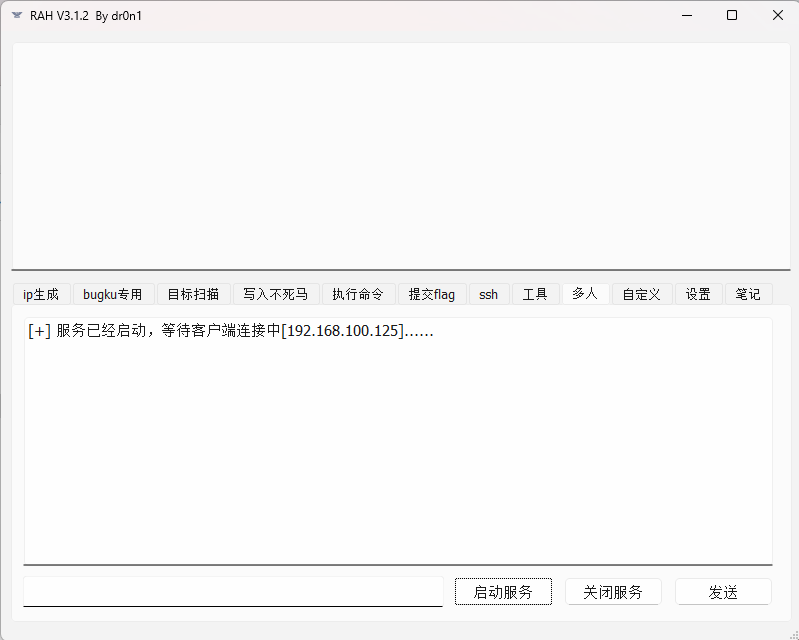 RAH V3.1.2 By dr0n1
ip生成 bugku专用 目标扫描 写入不死马 执行命令 提交flag ssh 工具 多人 自定义 设置 笔记
[+] 服务已经启动，等待客户端连接中[192.168.100.125]......
启动服务 关闭服务 发送